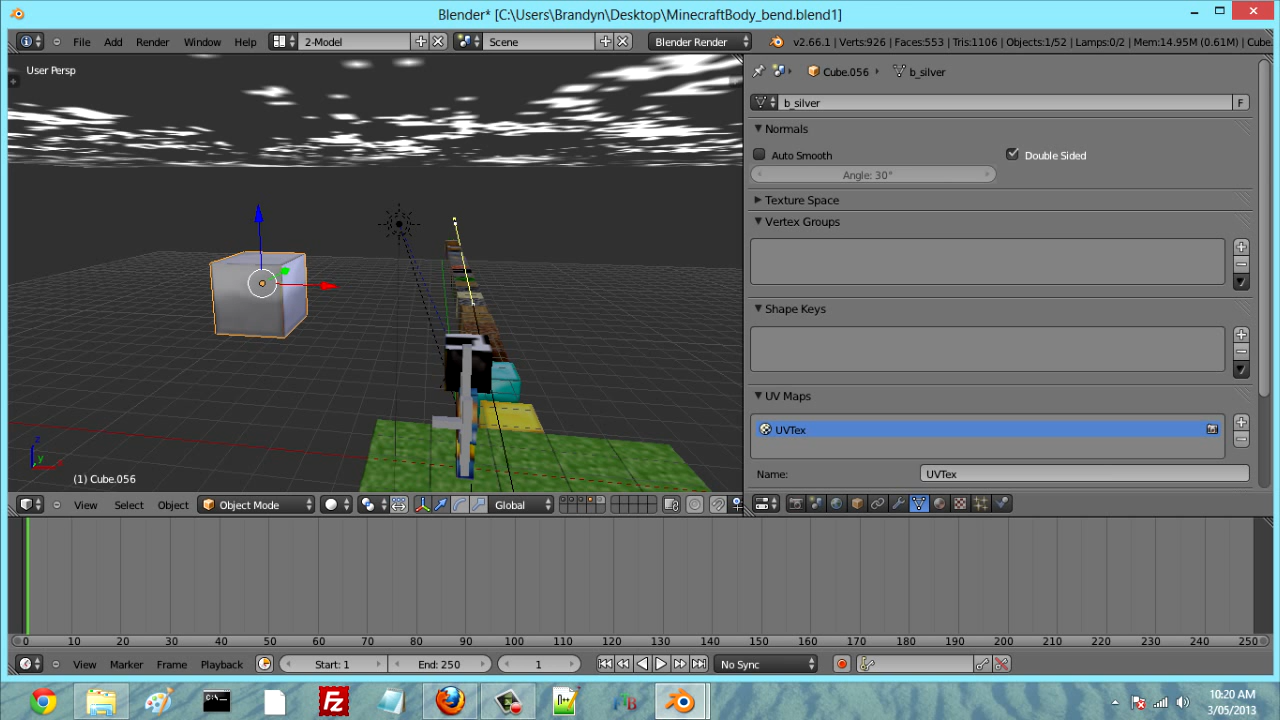 Blender* [C:\Users\Brandyn\Desktop\MinecraftBody_bend.blend1]
File Add Render Window Help 2-Model Scene Blender Render v2.66.1 | Verts:926 | Faces:553 | Tris:1106 | Objects:1/52 | Lamps:0/2 | Mem:14.95M (0.61M) | Cube.
User Persp
Cube.056 b_silver
b_silver F
Normals
Auto Smooth Double Sided
Angle: 30°
Texture Space
Vertex Groups
Shape Keys
UV Maps
UVTex
Name: UVTex
z
y
x
(1) Cube.056
View Select Object Object Mode Global
0 10 20 30 40 50 60 70 80 90 100 110 120 130 140 150 160 170 180 190 200 210 220 230 240 250
View Marker Frame Playback Start: 1 End: 250 1 No Sync
10:20 AM
3/05/2013